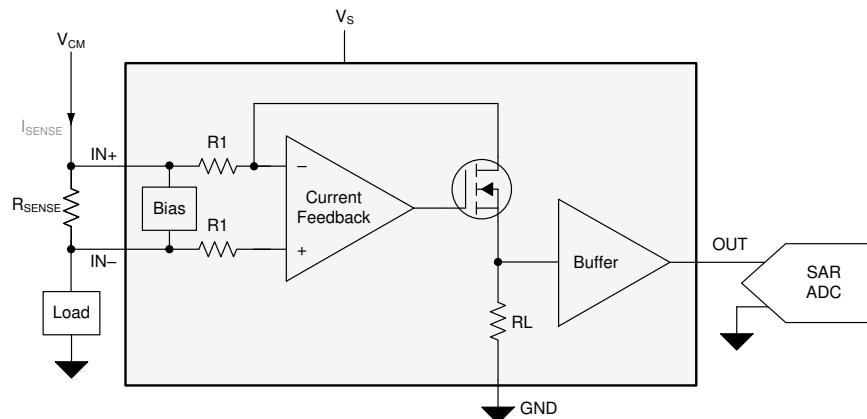 V_S
V_CM
I_SENSE
IN+
R1
−
R_SENSE
Bias
Current
Feedback
R1
+
IN–
Load
Buffer
RL
OUT
SAR
ADC
GND